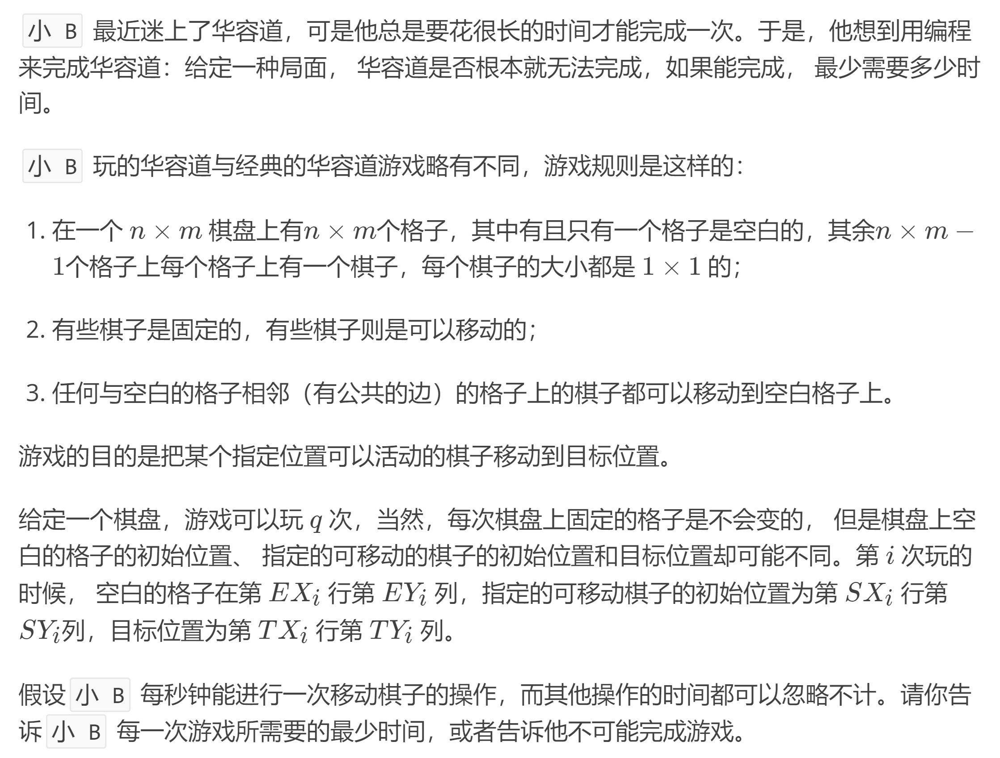 小 B 最近迷上了华容道，可是他总是要花很长的时间才能完成一次。于是，他想到用编程
来完成华容道：给定一种局面， 华容道是否根本就无法完成，如果能完成， 最少需要多少时
间。
小 B 玩的华容道与经典的华容道游戏略有不同，游戏规则是这样的：
1. 在一个 n × m 棋盘上有n × m个格子，其中有且只有一个格子是空白的，其余n × m −
1个格子上每个格子上有一个棋子，每个棋子的大小都是 1 × 1 的；
2. 有些棋子是固定的，有些棋子则是可以移动的；
3. 任何与空白的格子相邻（有公共的边）的格子上的棋子都可以移动到空白格子上。
游戏的目的是把某个指定位置可以活动的棋子移动到目标位置。
给定一个棋盘，游戏可以玩 q 次，当然，每次棋盘上固定的格子是不会变的， 但是棋盘上空
白的格子的初始位置、 指定的可移动的棋子的初始位置和目标位置却可能不同。第 i 次玩的
时候， 空白的格子在第 EXi 行第 EYi 列，指定的可移动棋子的初始位置为第 SXi 行第
SYi列，目标位置为第 TXi 行第 TYi 列。
假设 小 B 每秒钟能进行一次移动棋子的操作，而其他操作的时间都可以忽略不计。请你告
诉 小 B 每一次游戏所需要的最少时间，或者告诉他不可能完成游戏。